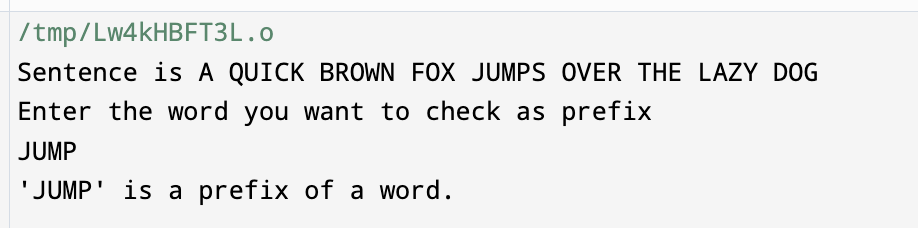 /tmp/Lw4kHBFT3L.o
Sentence is A QUICK BROWN FOX JUMPS OVER THE LAZY DOG
Enter the word you want to check as prefix
JUMP
'JUMP' is a prefix of a word.